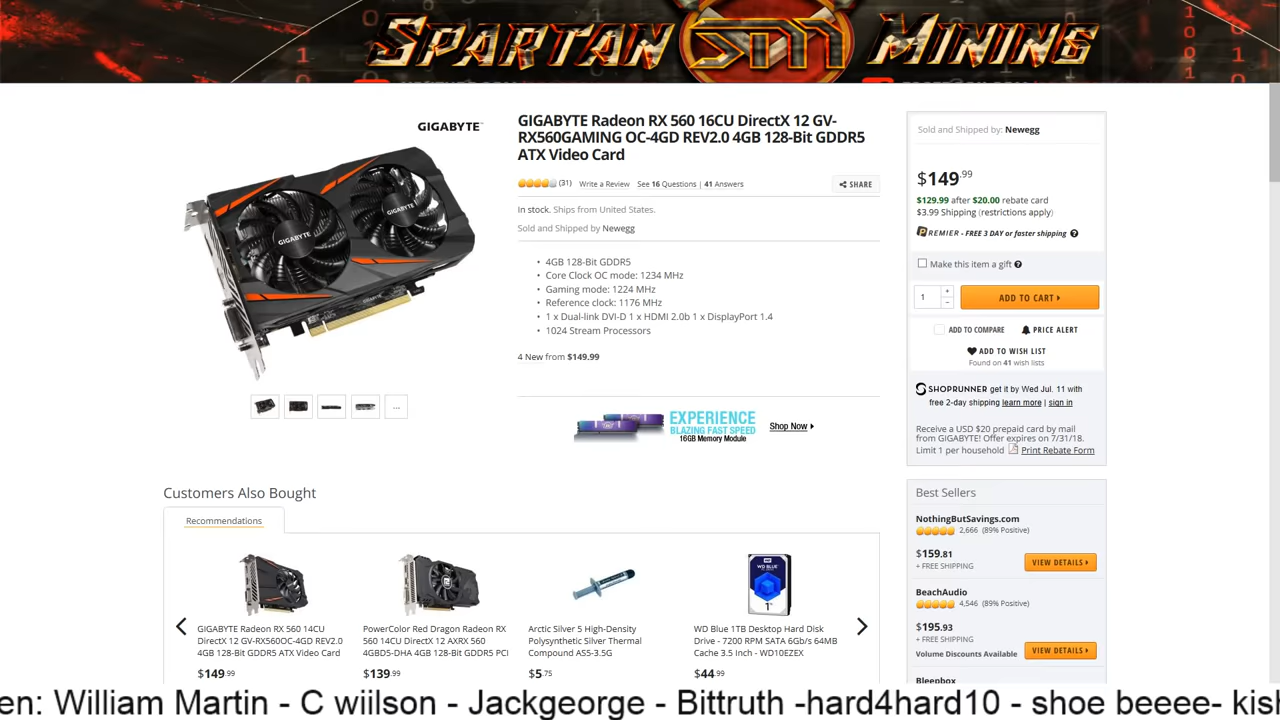 SPARTAN SM MINING
GIGABYTE™
GIGABYTE
GIGABYTE
GIGABYTE Radeon RX 560 16CU DirectX 12 GV-
RX560GAMING OC-4GD REV2.0 4GB 128-Bit GDDR5
ATX Video Card
(31) Write a Review See 16 Questions | 41 Answers
SHARE
In stock. Ships from United States.
Sold and Shipped by Newegg
• 4GB 128-Bit GDDR5
• Core Clock OC mode: 1234 MHz
• Gaming mode: 1224 MHz
• Reference clock: 1176 MHz
• 1 x Dual-link DVI-D 1 x HDMI 2.0b 1 x DisplayPort 1.4
• 1024 Stream Processors
4 New from $149.99
...
EXPERIENCE
BLAZING FAST SPEED
16GB Memory Module
Shop Now
Sold and Shipped by: Newegg
$149.99
$129.99 after $20.00 rebate card
$3.99 Shipping (restrictions apply)
PREMIER - FREE 3 DAY or faster shipping ?
Make this item a gift ?
1 + −
ADD TO CART
ADD TO COMPARE
PRICE ALERT
ADD TO WISH LIST
Found on 41 wish lists
SHOPRUNNER get it by Wed Jul. 11 with
free 2-day shipping learn more | sign in
Receive a USD $20 prepaid card by mail
from GIGABYTE! Offer expires on 7/31/18.
Limit 1 per household Print Rebate Form
Customers Also Bought
Recommendations
GIGABYTE Radeon RX 560 14CU
DirectX 12 GV-RX560OC-4GD REV2.0
4GB 128-Bit GDDR5 ATX Video Card
$149.99
PowerColor Red Dragon Radeon RX
560 14CU DirectX 12 AXRX 560
4GBD5-DHA 4GB 128-Bit GDDR5 PCI
$139.99
Arctic Silver 5 High-Density
Polysynthetic Silver Thermal
Compound AS5-3.5G
$5.75
WD BLUE
1TB
WD Blue 1TB Desktop Hard Disk
Drive - 7200 RPM SATA 6Gb/s 64MB
Cache 3.5 Inch - WD10EZEX
$44.99
Best Sellers
NothingButSavings.com
2,666 (89% Positive)
$159.81
+ FREE SHIPPING
VIEW DETAILS
BeachAudio
4,546 (89% Positive)
$195.93
+ FREE SHIPPING
Volume Discounts Available
VIEW DETAILS
Bleepbox
en: William Martin - C wiilson - Jackgeorge - Bittruth -hard4hard10 - shoe beeee- kish